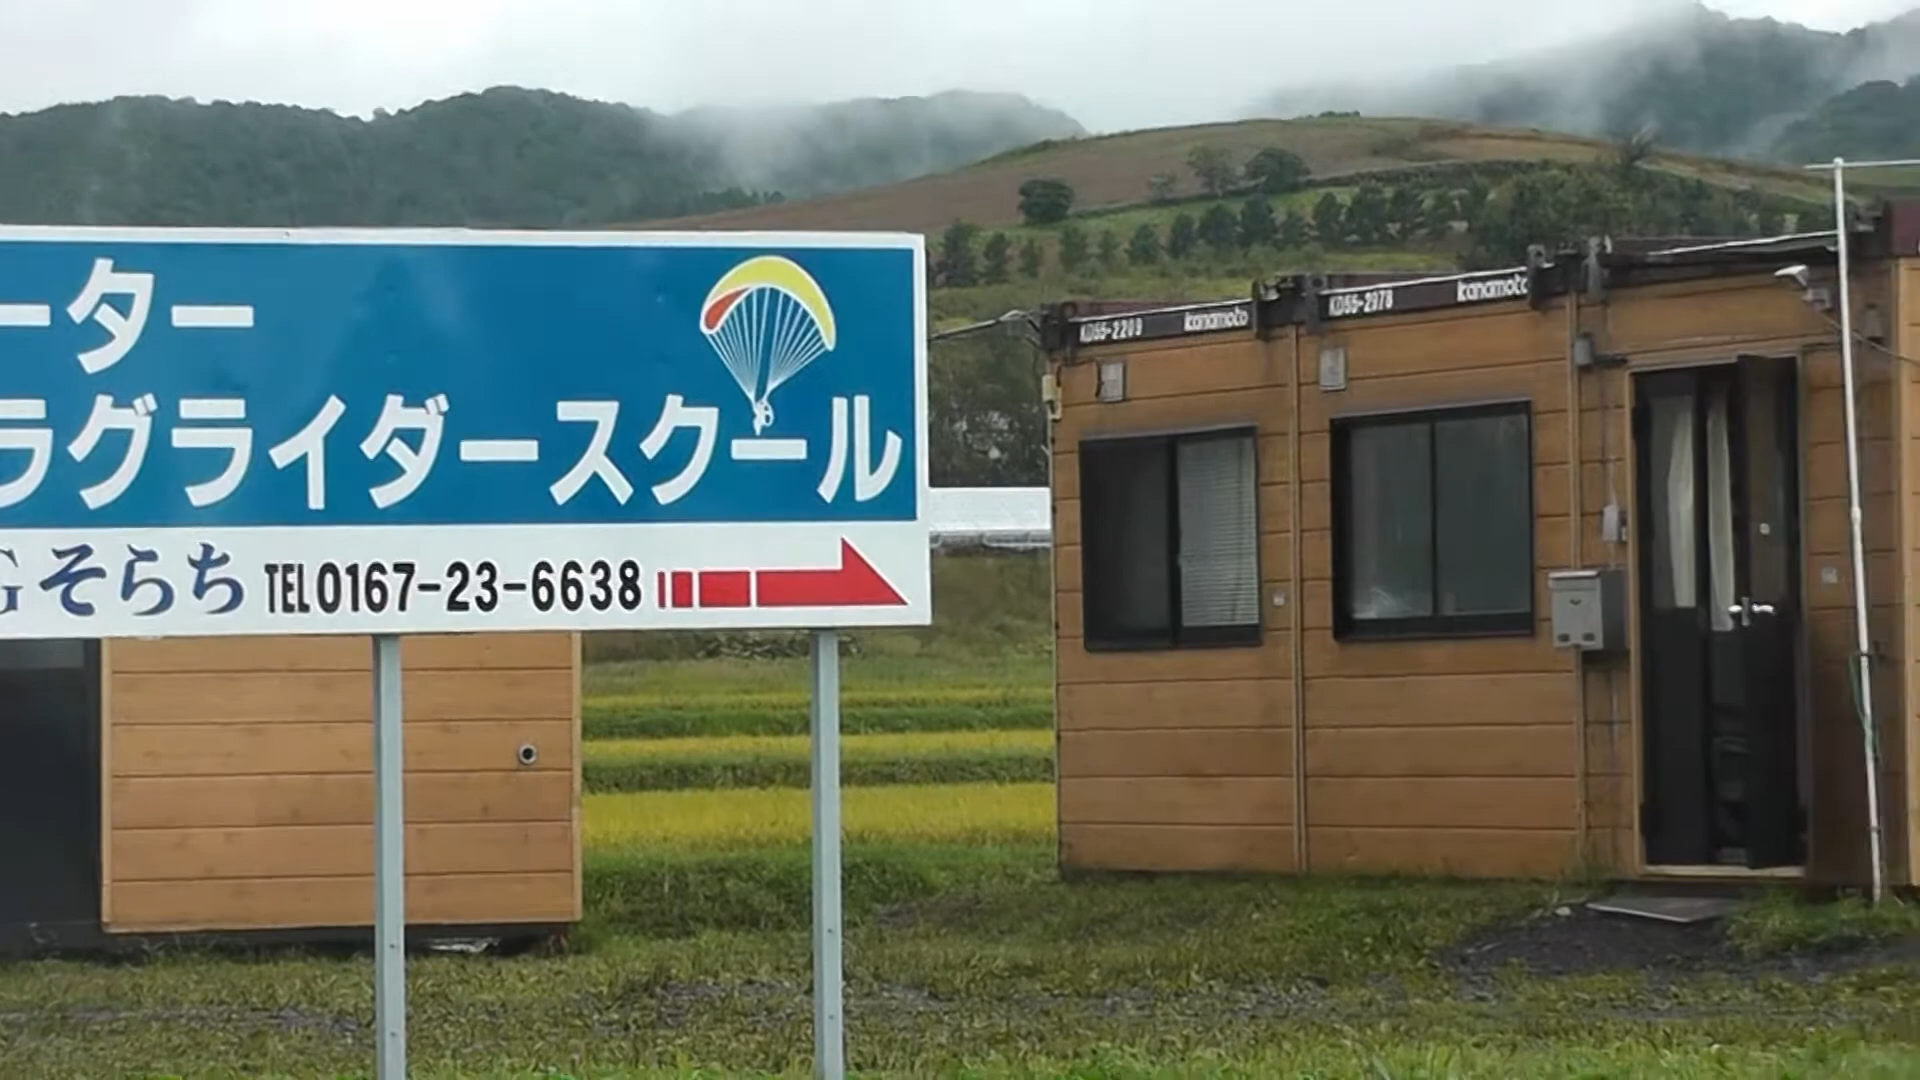 ーター
ラグライダースクール
Gそらち TEL0167-23-6638
KD55-2209 kanamoto
KD55-2978 kanamoto